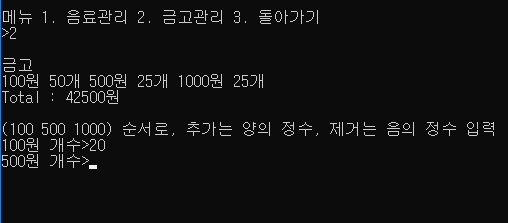 메뉴 1. 음료관리 2. 금고관리 3. 돌아가기
>2
금고
100원 50개 500원 25개 1000원 25개
Total : 42500원
(100 500 1000) 순서로, 추가는 양의 정수, 제거는 음의 정수 입력
100원 개수>20
500원 개수>